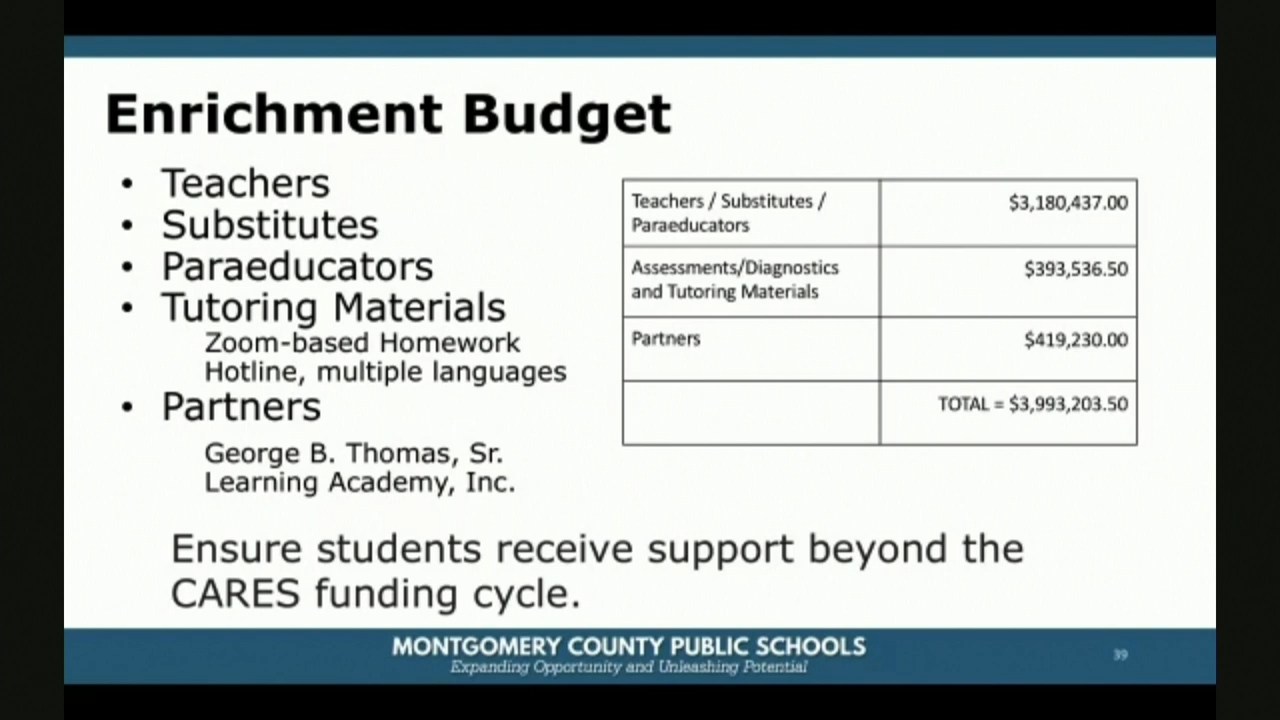 Enrichment Budget
• Teachers
• Substitutes
• Paraeducators
• Tutoring Materials
Zoom-based Homework
Hotline, multiple languages
• Partners
George B. Thomas, Sr.
Learning Academy, Inc.
Teachers / Substitutes /
Paraeducators
$3,180,437.00
Assessments/Diagnostics
and Tutoring Materials
$393,536.50
Partners
$419,230.00
TOTAL = $3,993,203.50
Ensure students receive support beyond the
CARES funding cycle.
MONTGOMERY COUNTY PUBLIC SCHOOLS
Expanding Opportunity and Unleashing Potential
39